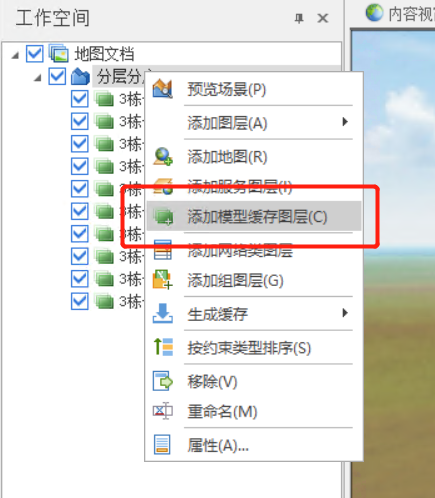 工作空间
内容视
地图文档
分层分
预览场景(P)
3栋
添加图层(A)
3栋
3栋
添加地图(R)
3栋
添加服务图层(I)
3栋
添加模型缓存图层(C)
3栋
3栋
添加网络类图层
3栋
添加组图层(G)
3栋
生成缓存
3栋
按约束类型排序(S)
移除(V)
重命名(M)
属性(A)...